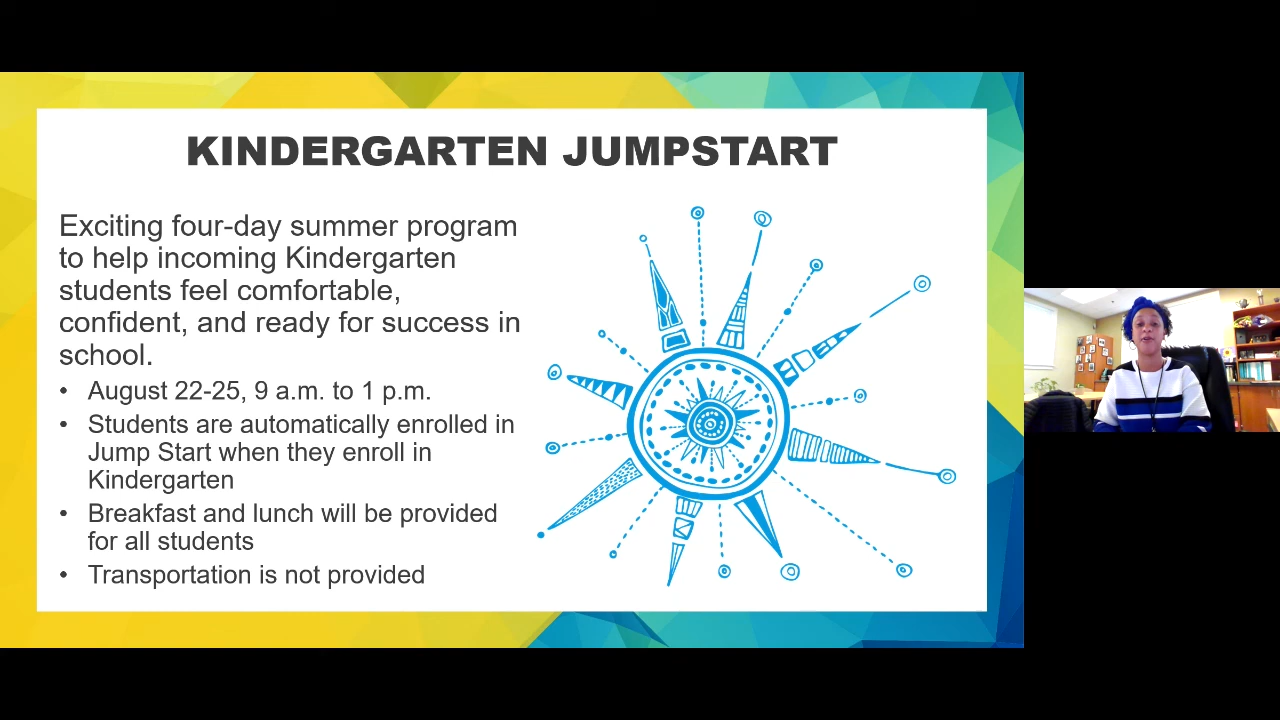 KINDERGARTEN JUMPSTART
Exciting four-day summer program
to help incoming Kindergarten
students feel comfortable,
confident, and ready for success in
school.
• August 22-25, 9 a.m. to 1 p.m.
• Students are automatically enrolled in
Jump Start when they enroll in
Kindergarten
• Breakfast and lunch will be provided
for all students
• Transportation is not provided